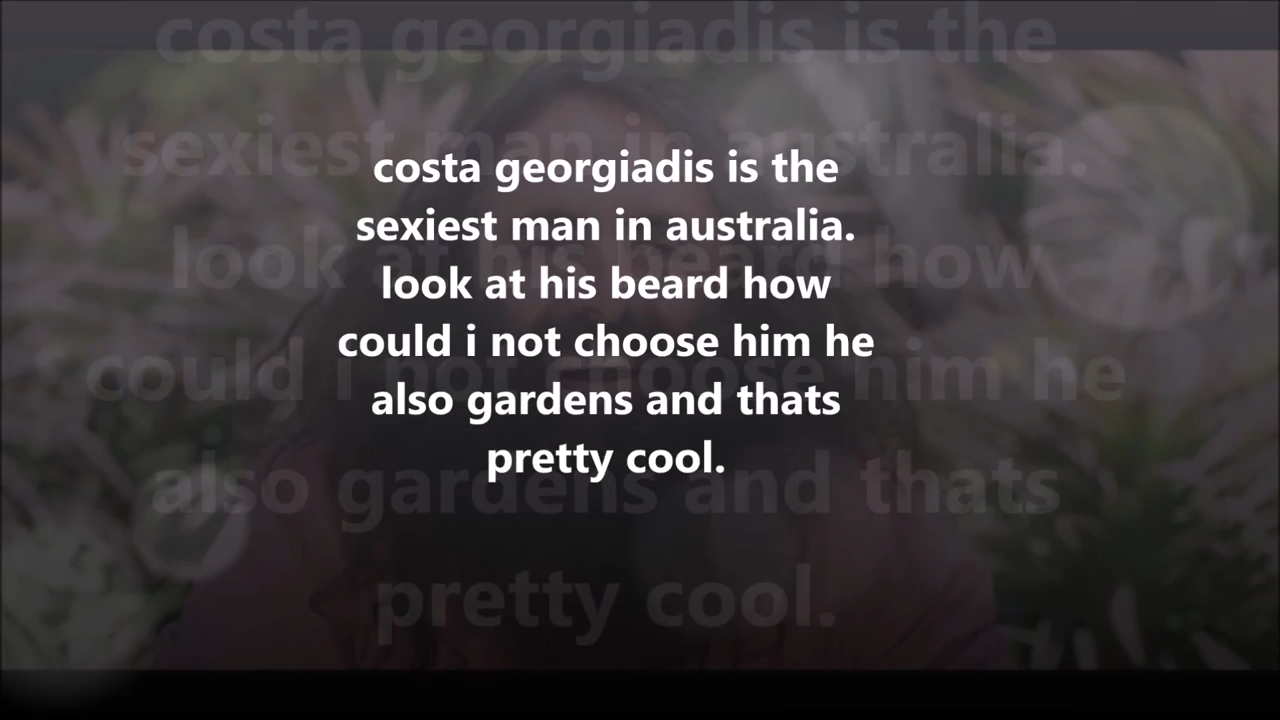 costa georgiadis is the
sexiest man in australia.
look at his beard how
could i not choose him he
also gardens and thats
pretty cool.